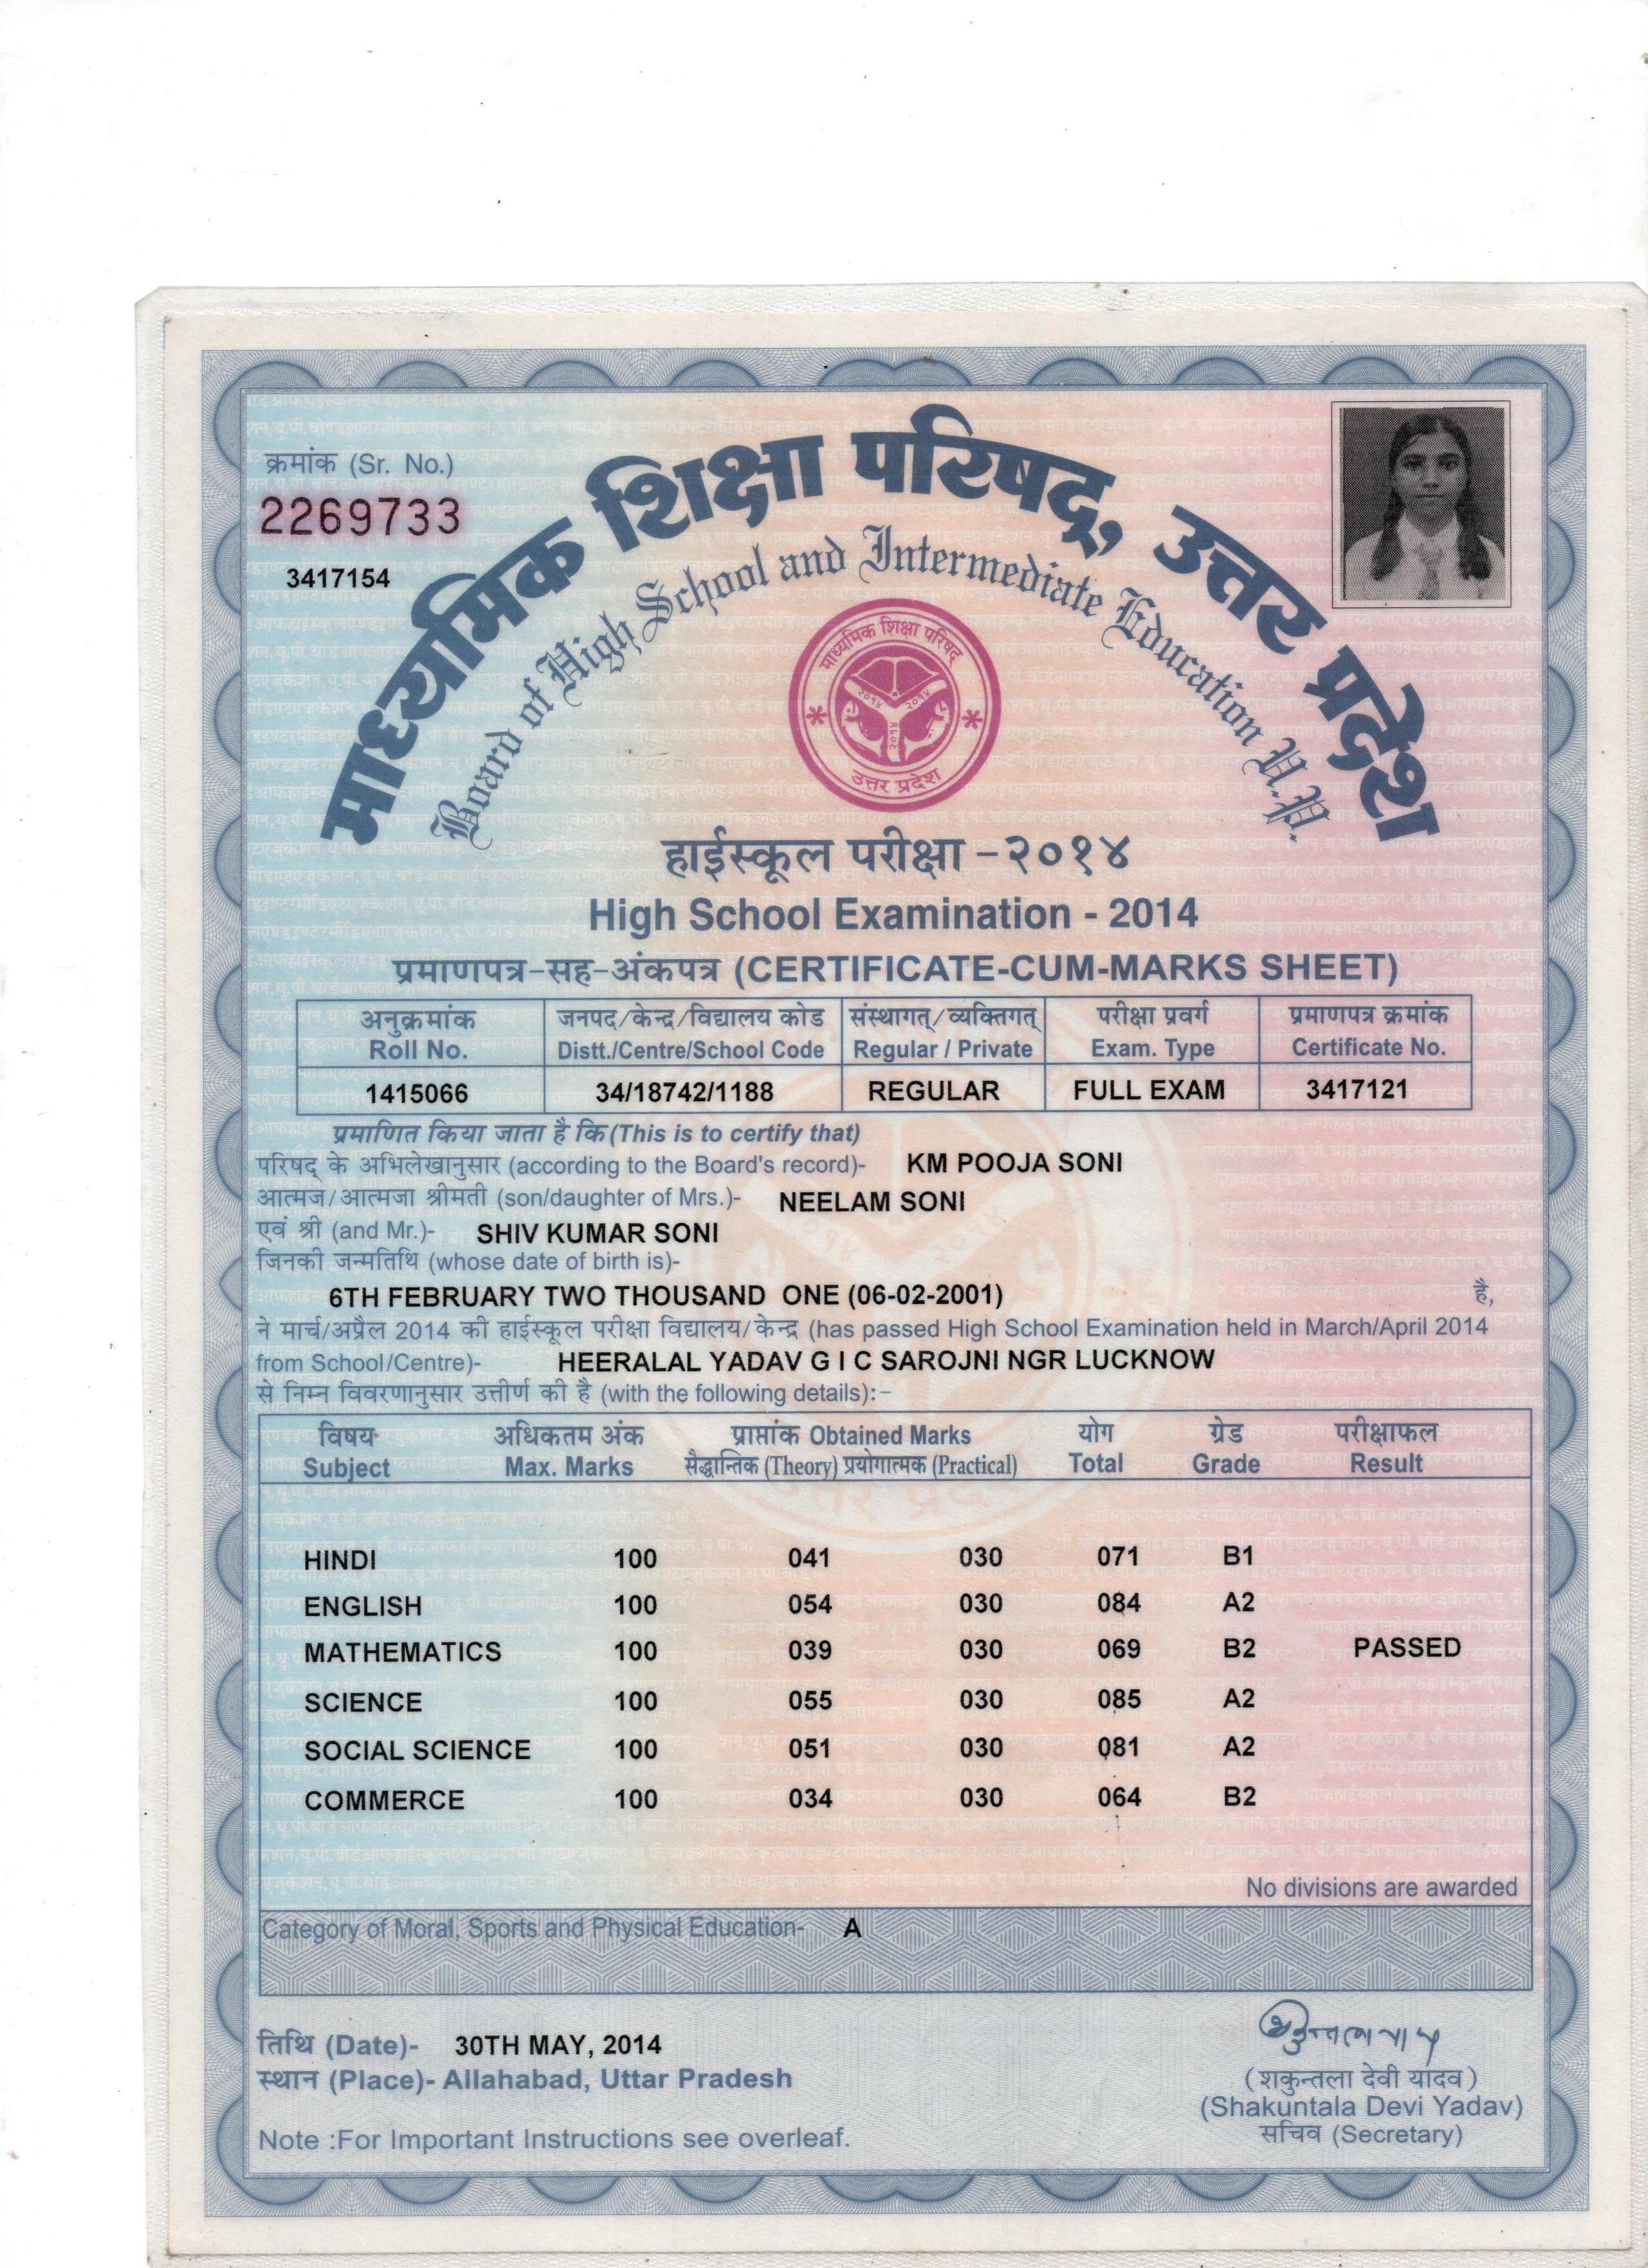 क्रमांक (Sr. No.)
2269733
3417154
माध्यमिक शिक्षा परिषद्, उत्तर प्रदेश
Board of High School and Intermediate Education U.P.
माध्यमिक शिक्षा परिषद्
२०१४ २०१४
२०१४
उत्तर प्रदेश
हाईस्कूल परीक्षा - २०१४
High School Examination - 2014
प्रमाणपत्र-सह-अंकपत्र (CERTIFICATE-CUM-MARKS SHEET)
अनुक्रमांक जनपद/केन्द्र/विद्यालय कोड संस्थागत्/व्यक्तिगत् परीक्षा प्रवर्ग प्रमाणपत्र क्रमांक
Roll No. Distt./Centre/School Code Regular / Private Exam. Type Certificate No.
1415066 34/18742/1188 REGULAR FULL EXAM 3417121
प्रमाणित किया जाता है कि (This is to certify that)
परिषद् के अभिलेखानुसार (according to the Board's record)- KM POOJA SONI
आत्मज/आत्मजा श्रीमती (son/daughter of Mrs.)- NEELAM SONI
एवं श्री (and Mr.)- SHIV KUMAR SONI
जिनकी जन्मतिथि (whose date of birth is)-
6TH FEBRUARY TWO THOUSAND ONE (06-02-2001) है,
ने मार्च/अप्रैल 2014 की हाईस्कूल परीक्षा विद्यालय/केन्द्र (has passed High School Examination held in March/April 2014
from School/Centre)- HEERALAL YADAV G I C SAROJNI NGR LUCKNOW
से निम्न विवरणानुसार उत्तीर्ण की है (with the following details):-
विषय अधिकतम अंक प्राप्तांक Obtained Marks योग ग्रेड परीक्षाफल
Subject Max. Marks सैद्धान्तिक (Theory) प्रयोगात्मक (Practical) Total Grade Result
HINDI 100 041 030 071 B1
ENGLISH 100 054 030 084 A2
MATHEMATICS 100 039 030 069 B2 PASSED
SCIENCE 100 055 030 085 A2
SOCIAL SCIENCE 100 051 030 081 A2
COMMERCE 100 034 030 064 B2
No divisions are awarded
Category of Moral, Sports and Physical Education- A
तिथि (Date)- 30TH MAY, 2014
स्थान (Place)- Allahabad, Uttar Pradesh
(शकुन्तला देवी यादव)
(Shakuntala Devi Yadav)
सचिव (Secretary)
Note :For Important Instructions see overleaf.